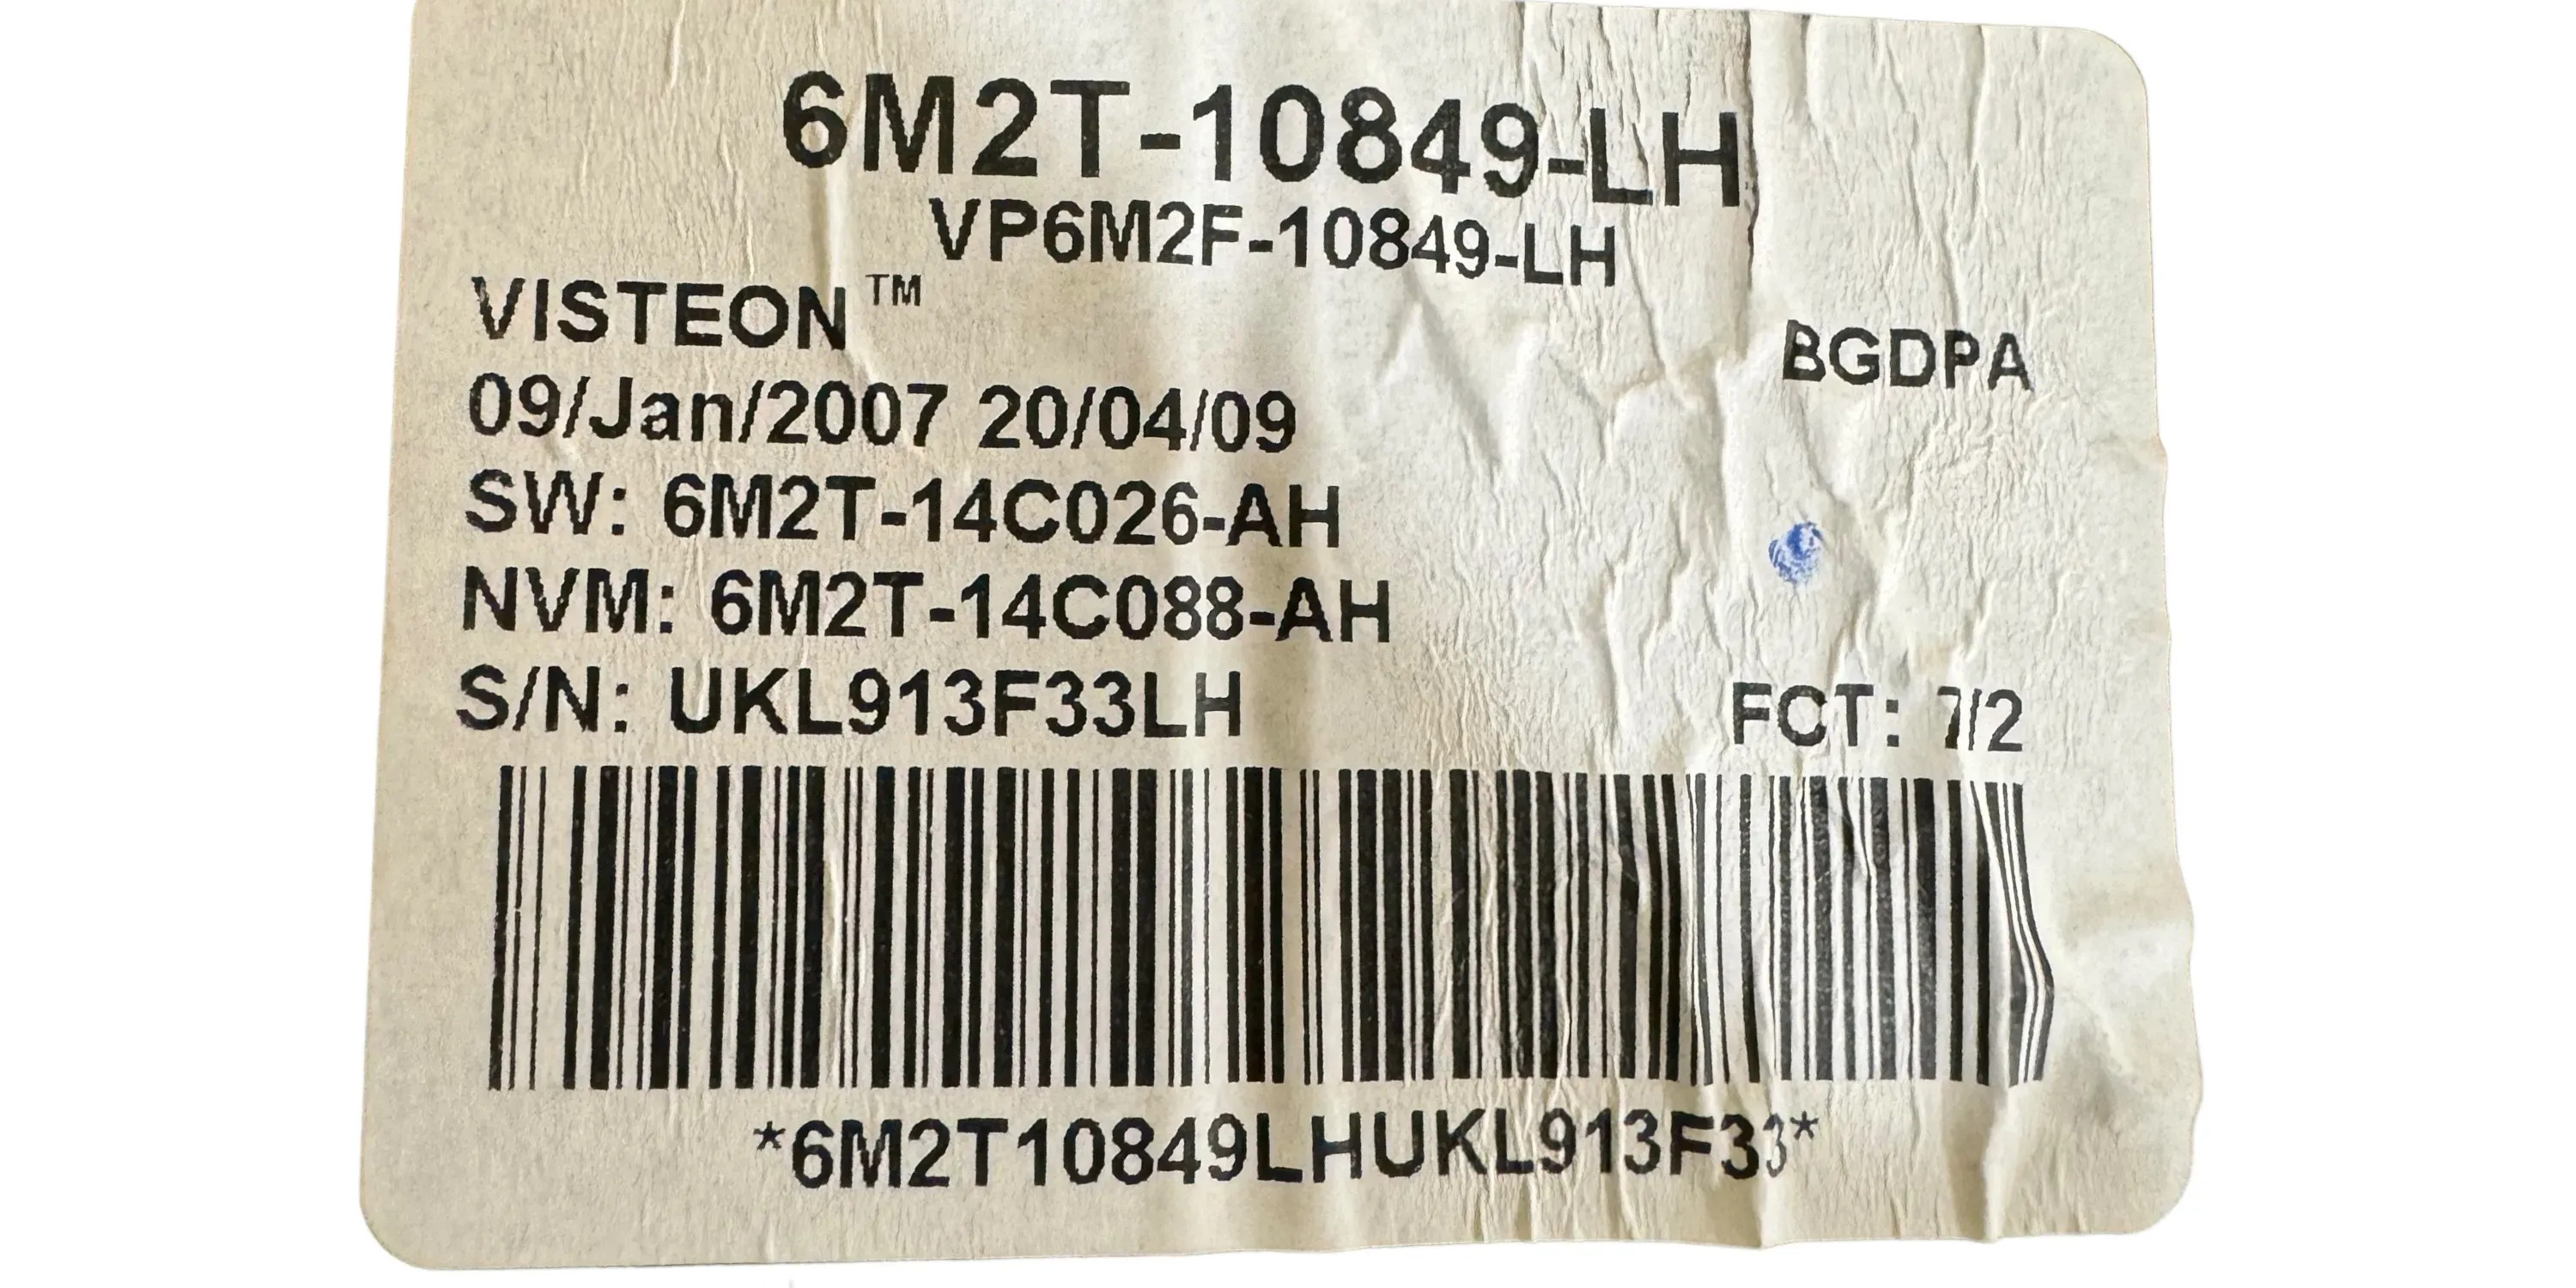 6M2T-10849-LH
VP6M2F-10849-LH
VISTEON™
BGDPA
09/Jan/2007 20/04/09
SW: 6M2T-14C026-AH
NVM: 6M2T-14C088-AH
S/N: UKL913F33LH
FCT: 7/2
*6M2T10849LHUKL913F33*